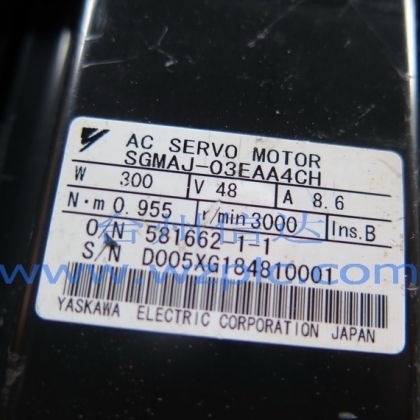 AC SERVO MOTOR
SGMAJ-03EAA4CH
W 300 V 48 A 8.6
N·m 0.955 r/min 3000 Ins.B
O/N 581662-1-1
S/N D005XG184810001
YASKAWA ELECTRIC CORPORATION JAPAN